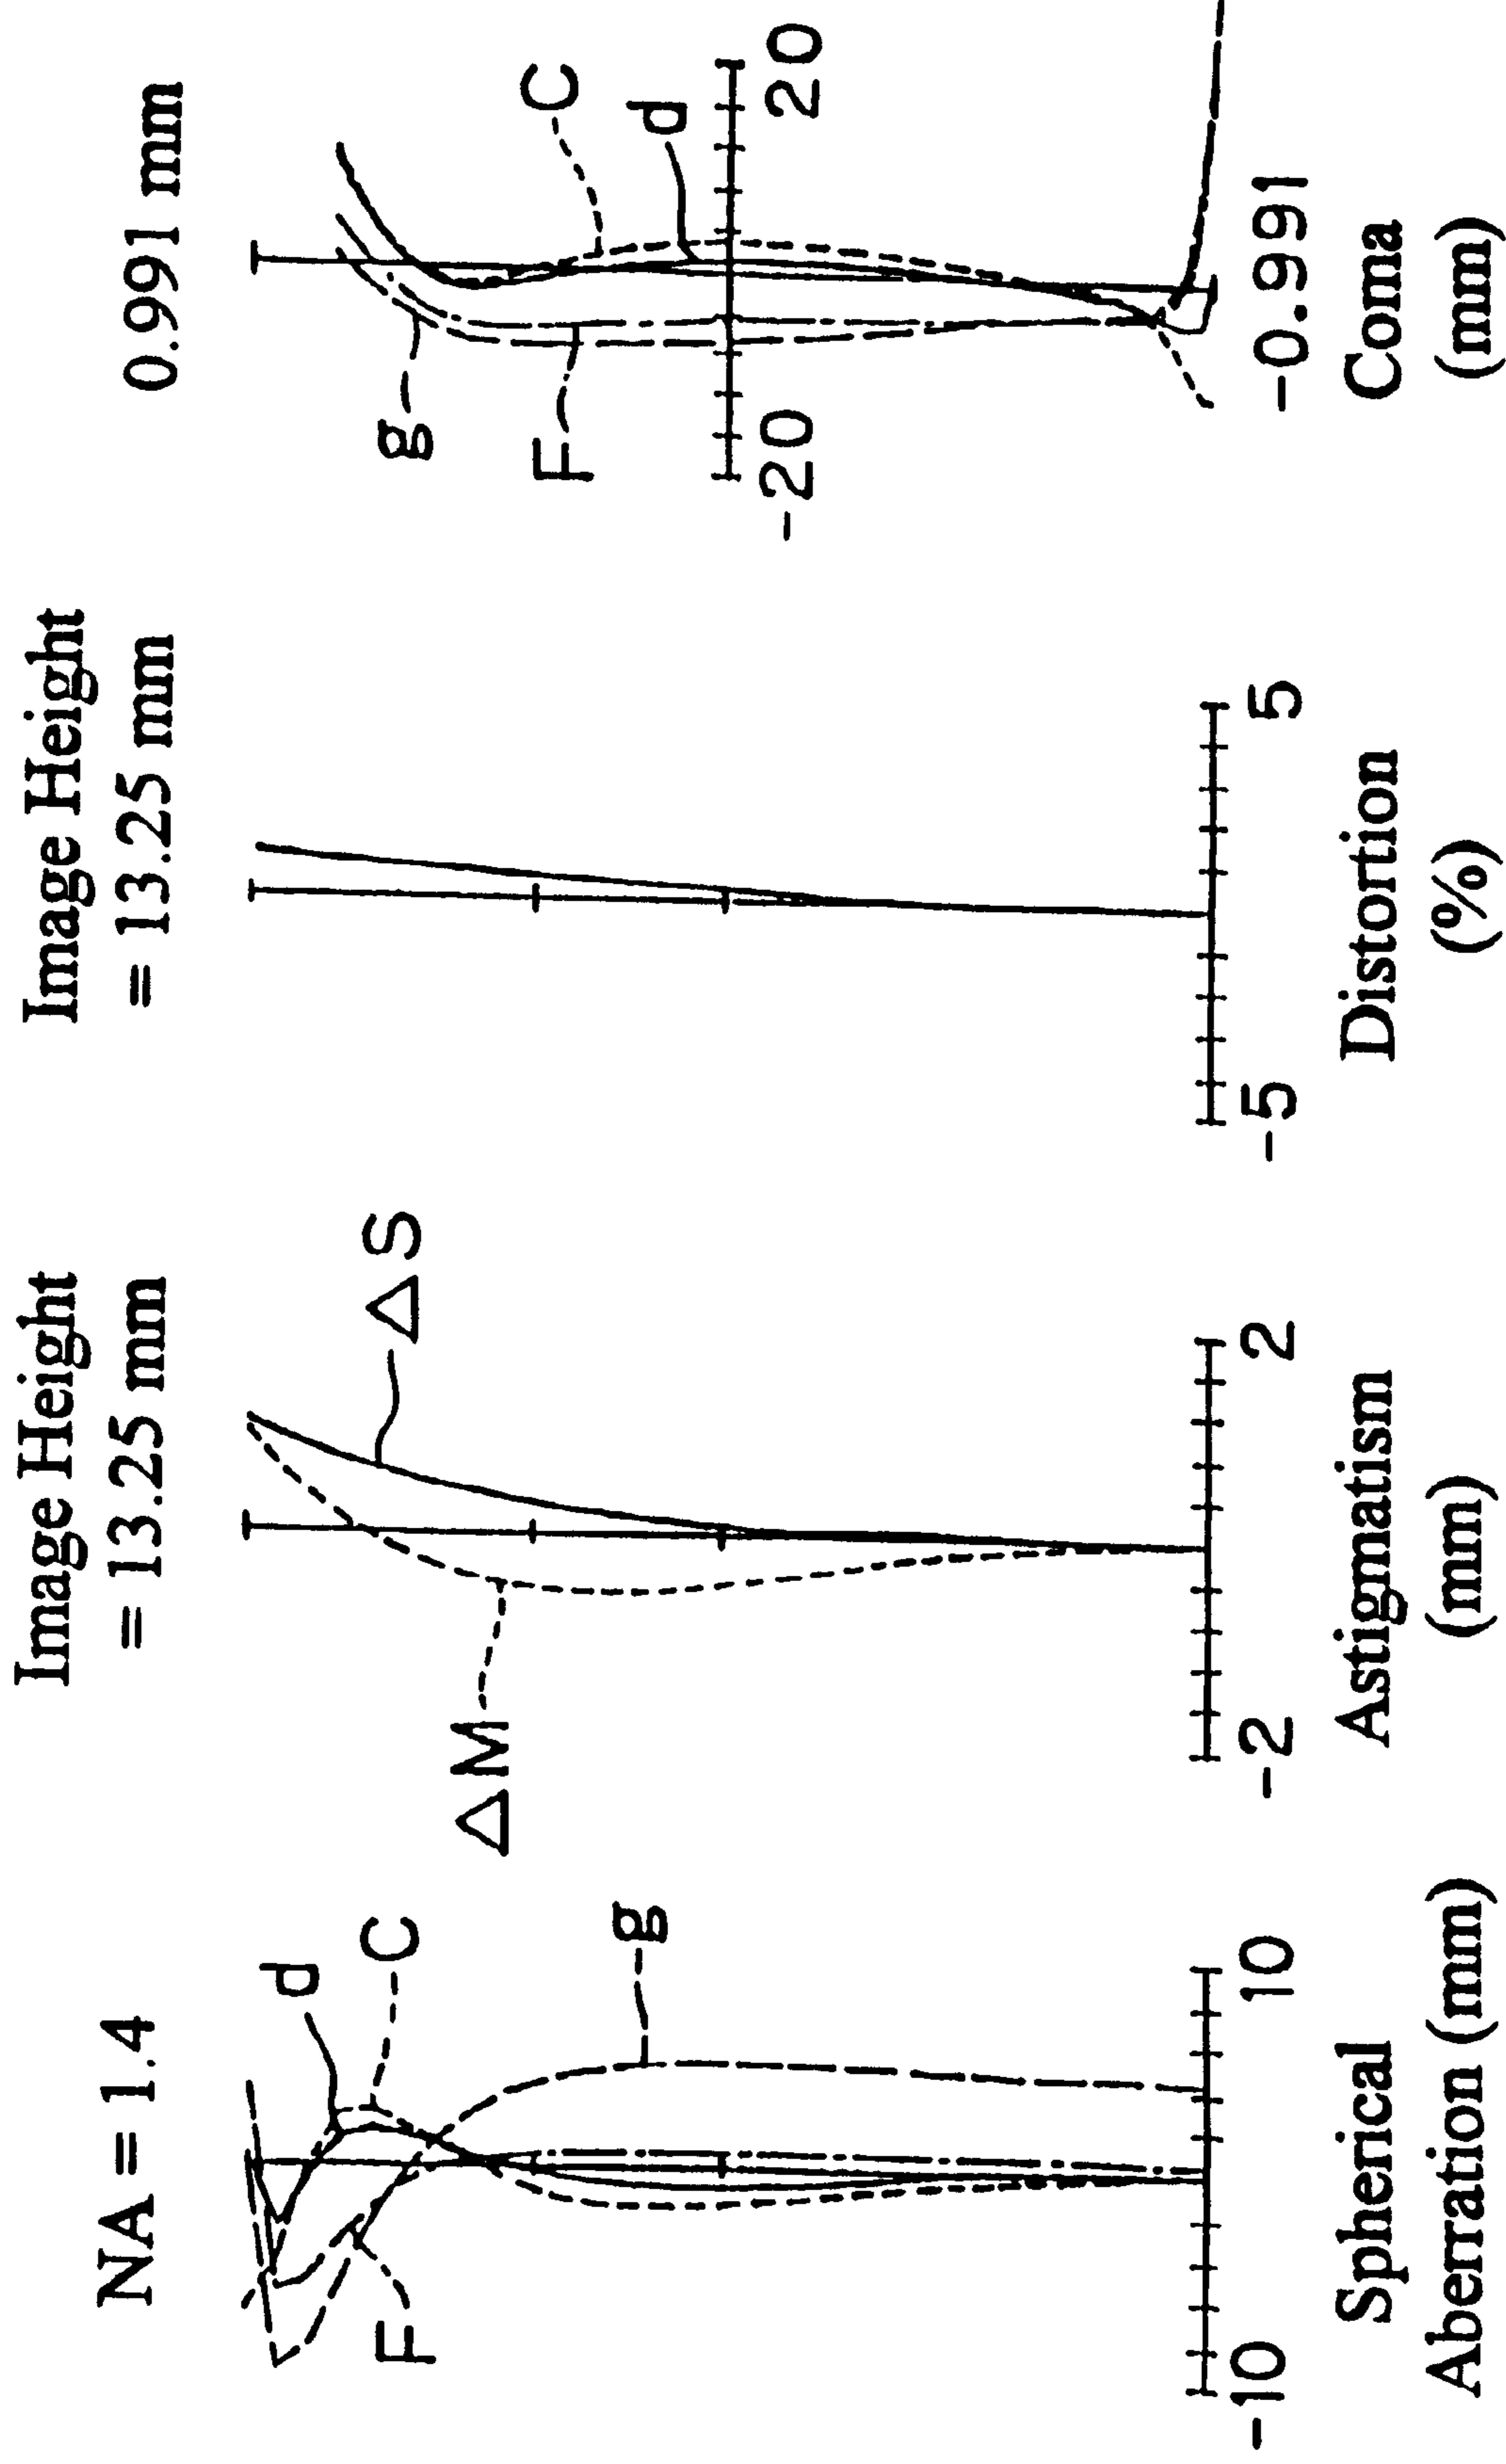 NA = 1.4
d
C
F
g
-10
10
Spherical
Aberration (mm)
Image Height
= 13.25 mm
ΔM
ΔS
-2
2
Astigmatism
(mm)
Image Height
= 13.25 mm
-5
5
Distortion
(%)
0.991 mm
g
F
C
d
-20
20
-0.991
Coma
(mm)